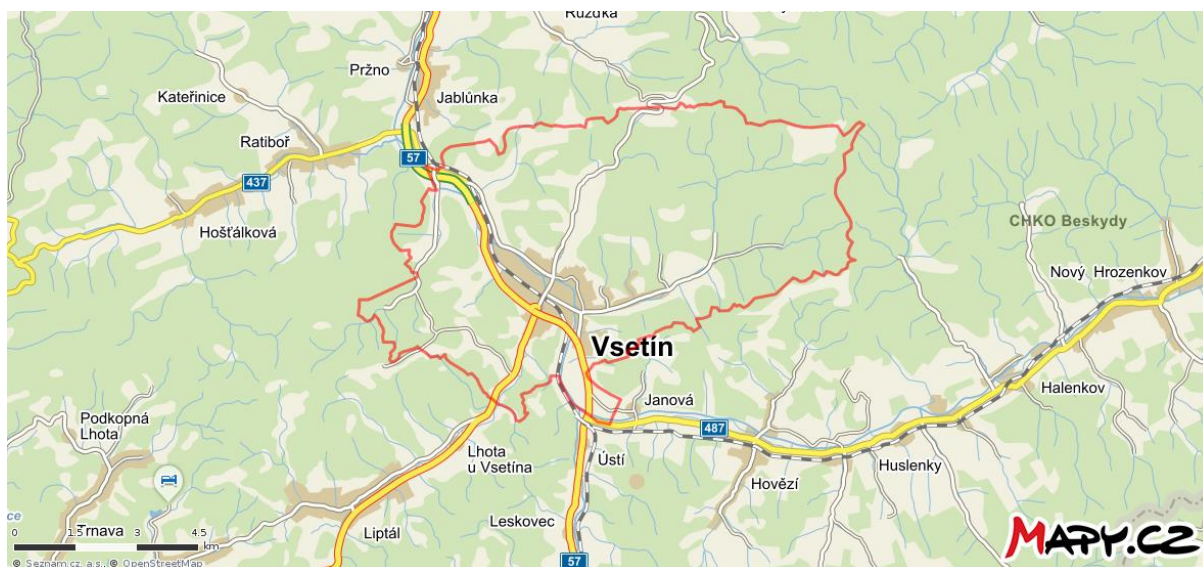 Růžďka
Pržno
Kateřinice
Jablůnka
Ratiboř
57
437
Hošťálková
CHKO Beskydy
Nový Hrozenkov
Vsetín
Halenkov
Janová
Podkopná
Lhota
487
Lhota
u Vsetína
Ústí
Huslenky
Hovězí
Trnava
Liptál
Leskovec
0 1.5 3 4.5
km
57
MAPY.CZ
© Seznam.cz, a.s., © OpenStreetMap